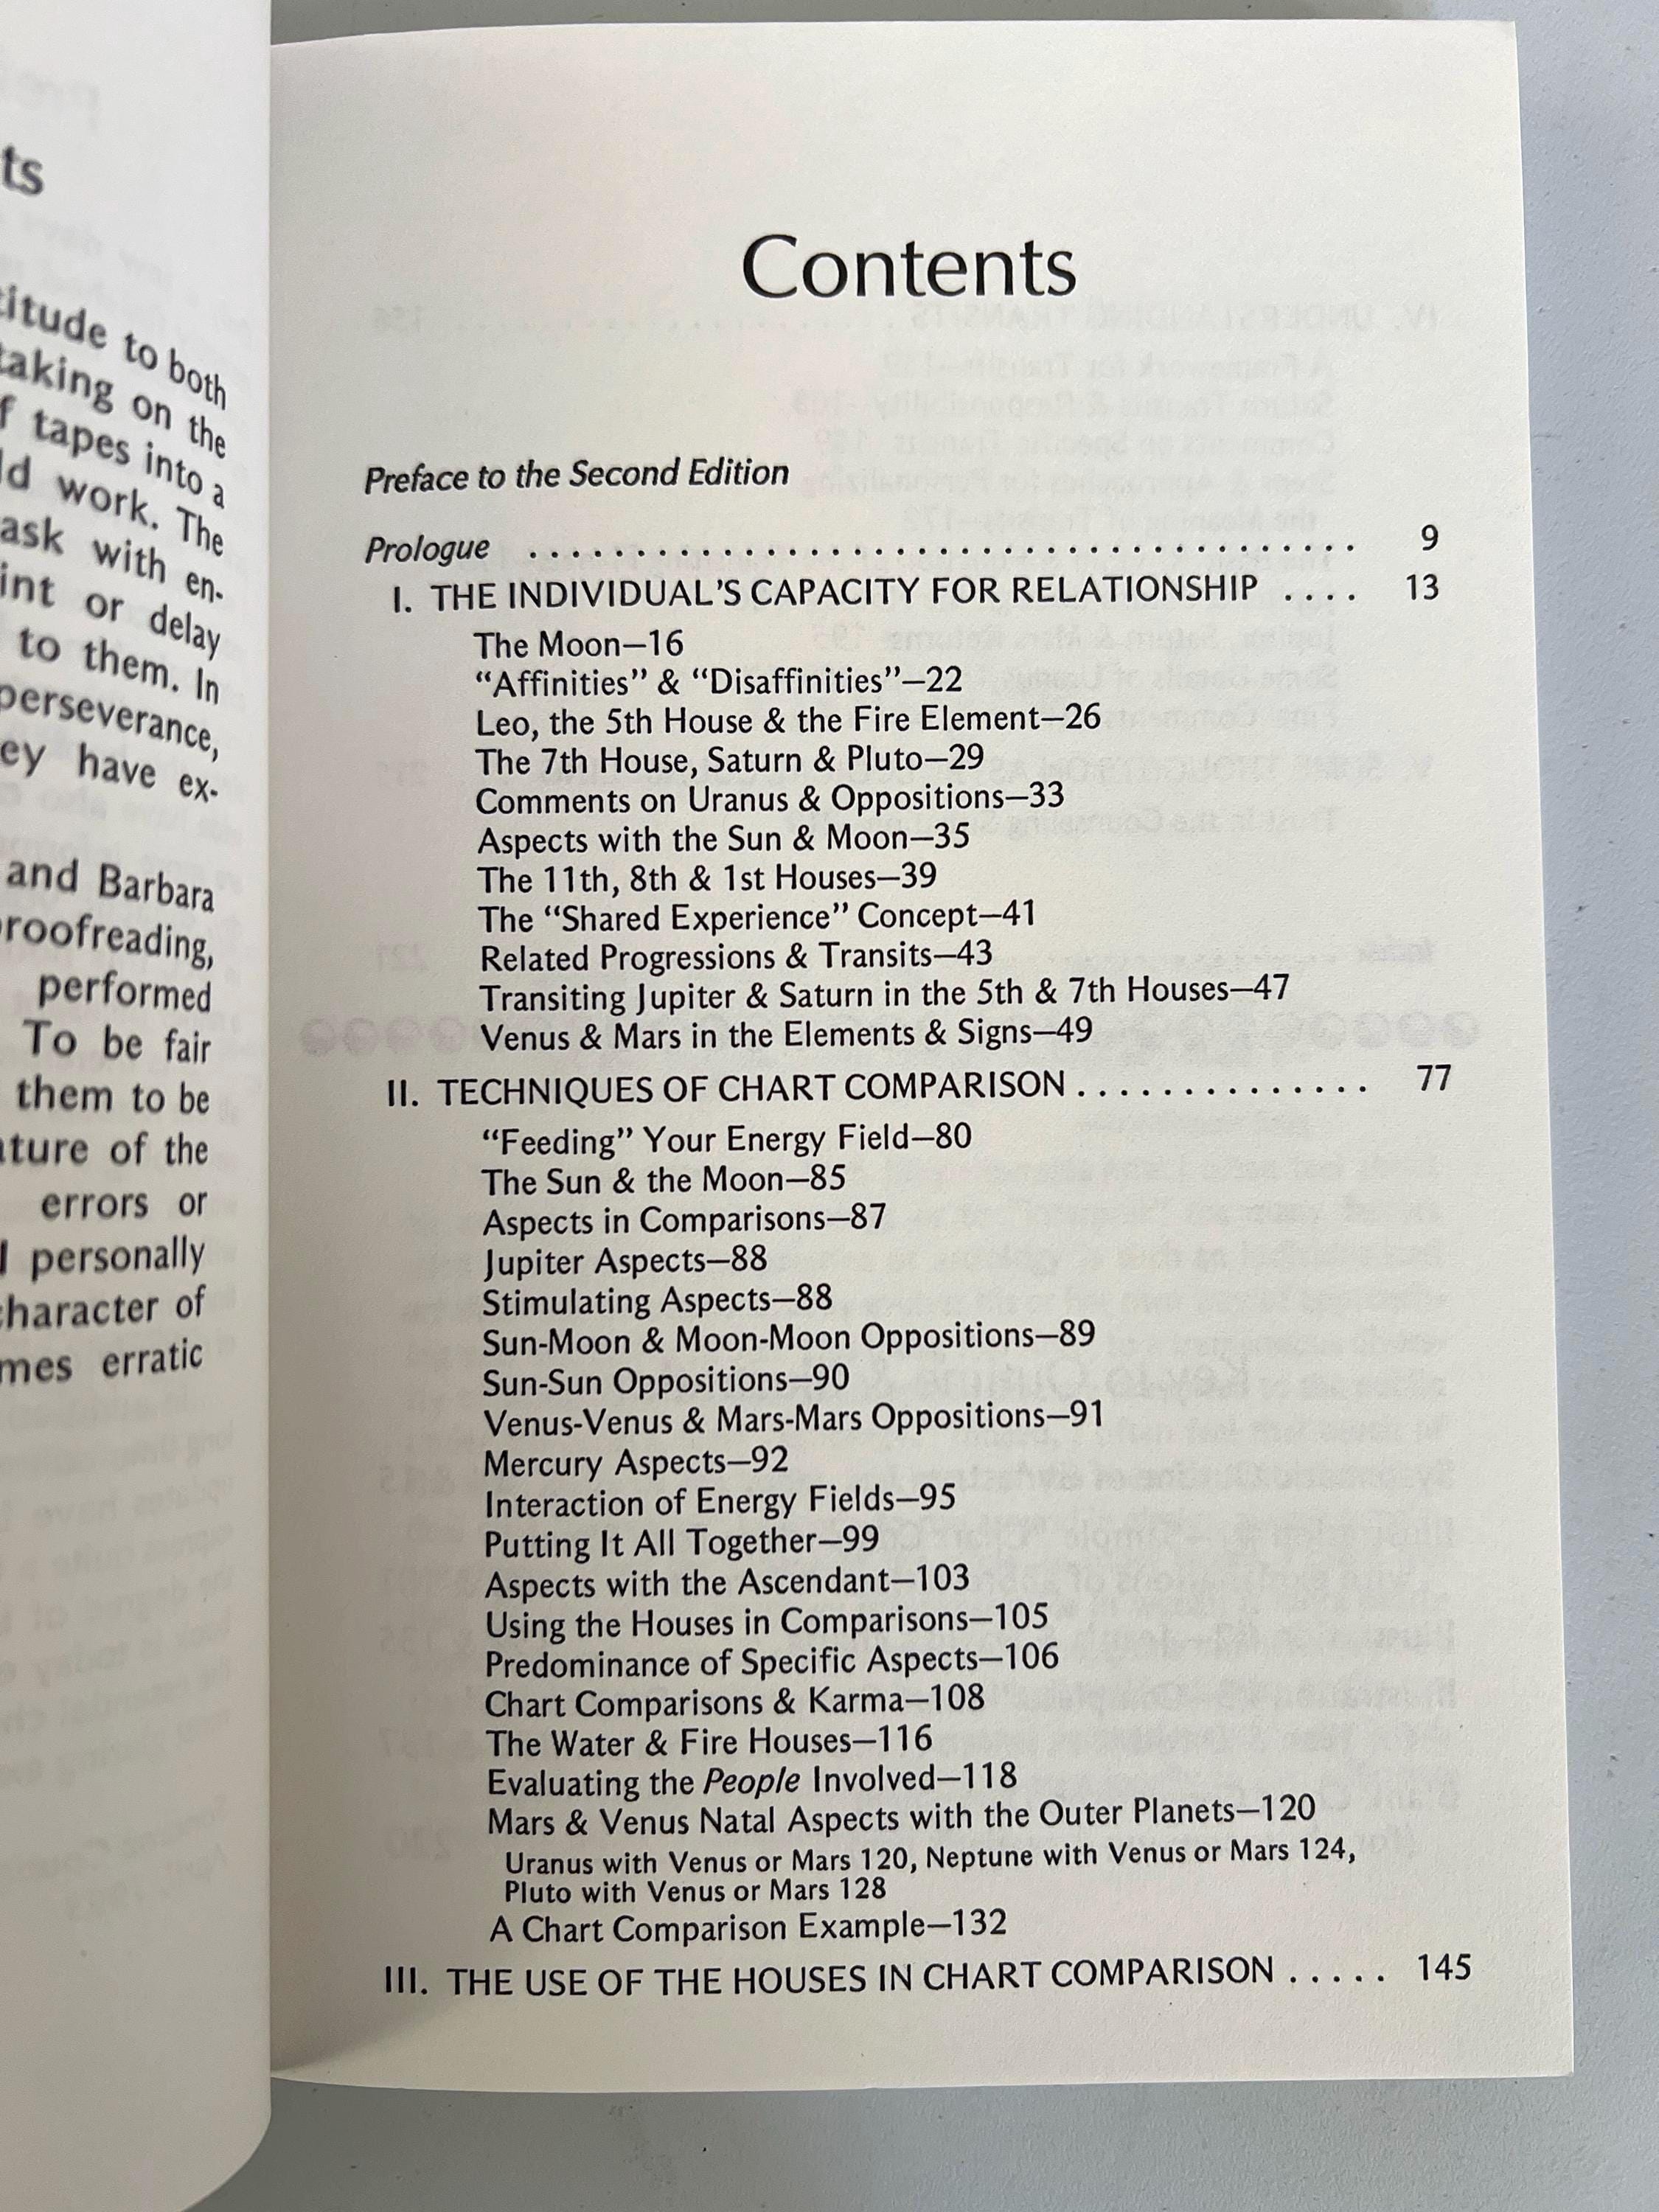 ts
titude to both
taking on the
f tapes into a
ld work. The
ask with en-
int or delay
to them. In
perseverance,
ey have ex-
and Barbara
proofreading,
performed
To be fair
them to be
ature of the
errors or
personally
character of
mes erratic
Contents
Preface to the Second Edition
Prologue ....................................... 9
I. THE INDIVIDUAL'S CAPACITY FOR RELATIONSHIP .... 13
The Moon—16
“Affinities” & “Disaffinities”—22
Leo, the 5th House & the Fire Element—26
The 7th House, Saturn & Pluto—29
Comments on Uranus & Oppositions—33
Aspects with the Sun & Moon—35
The 11th, 8th & 1st Houses—39
The “Shared Experience” Concept—41
Related Progressions & Transits—43
Transiting Jupiter & Saturn in the 5th & 7th Houses—47
Venus & Mars in the Elements & Signs—49
II. TECHNIQUES OF CHART COMPARISON .............. 77
“Feeding” Your Energy Field—80
The Sun & the Moon—85
Aspects in Comparisons—87
Jupiter Aspects—88
Stimulating Aspects—88
Sun-Moon & Moon-Moon Oppositions—89
Sun-Sun Oppositions—90
Venus-Venus & Mars-Mars Oppositions—91
Mercury Aspects—92
Interaction of Energy Fields—95
Putting It All Together—99
Aspects with the Ascendant—103
Using the Houses in Comparisons—105
Predominance of Specific Aspects—106
Chart Comparisons & Karma—108
The Water & Fire Houses—116
Evaluating the People Involved—118
Mars & Venus Natal Aspects with the Outer Planets—120
Uranus with Venus or Mars 120, Neptune with Venus or Mars 124,
Pluto with Venus or Mars 128
A Chart Comparison Example—132
III. THE USE OF THE HOUSES IN CHART COMPARISON ..... 145